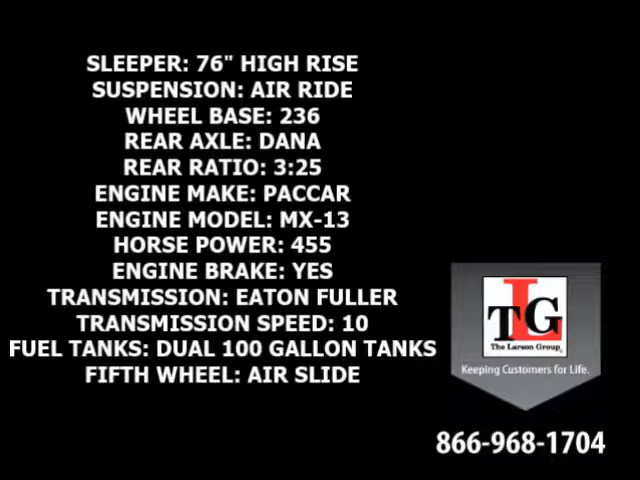 SLEEPER: 76" HIGH RISE
SUSPENSION: AIR RIDE
WHEEL BASE: 236
REAR AXLE: DANA
REAR RATIO: 3:25
ENGINE MAKE: PACCAR
ENGINE MODEL: MX-13
HORSE POWER: 455
ENGINE BRAKE: YES
TRANSMISSION: EATON FULLER
TRANSMISSION SPEED: 10
FUEL TANKS: DUAL 100 GALLON TANKS
FIFTH WHEEL: AIR SLIDE
TLG
The Larson Group
Keeping Customers for Life.
866-968-1704